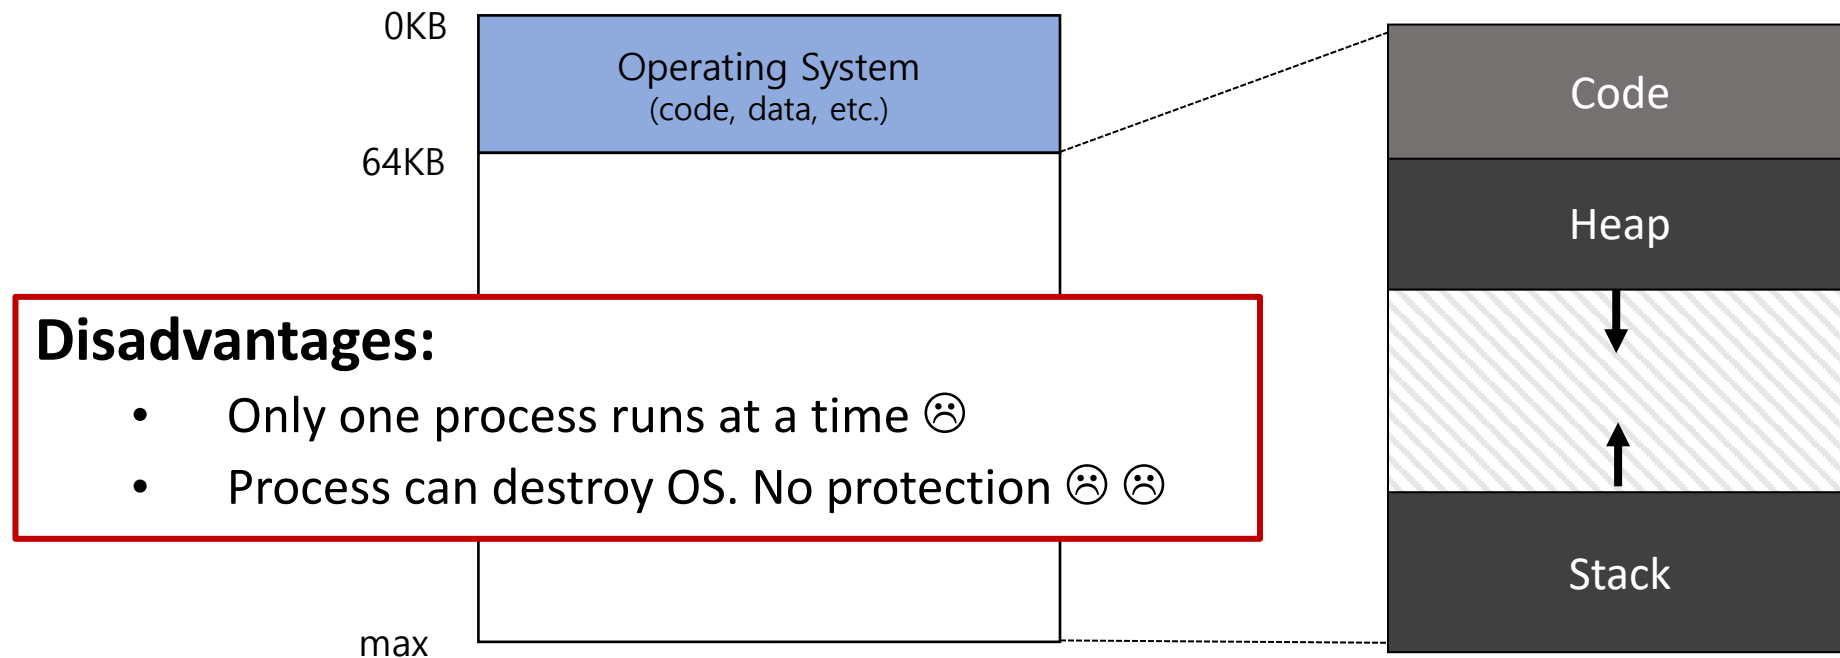 0KB
Operating System
(code, data, etc.)
64KB
max
Disadvantages:
• Only one process runs at a time ☹
• Process can destroy OS. No protection ☹ ☹
Code
Heap
Stack